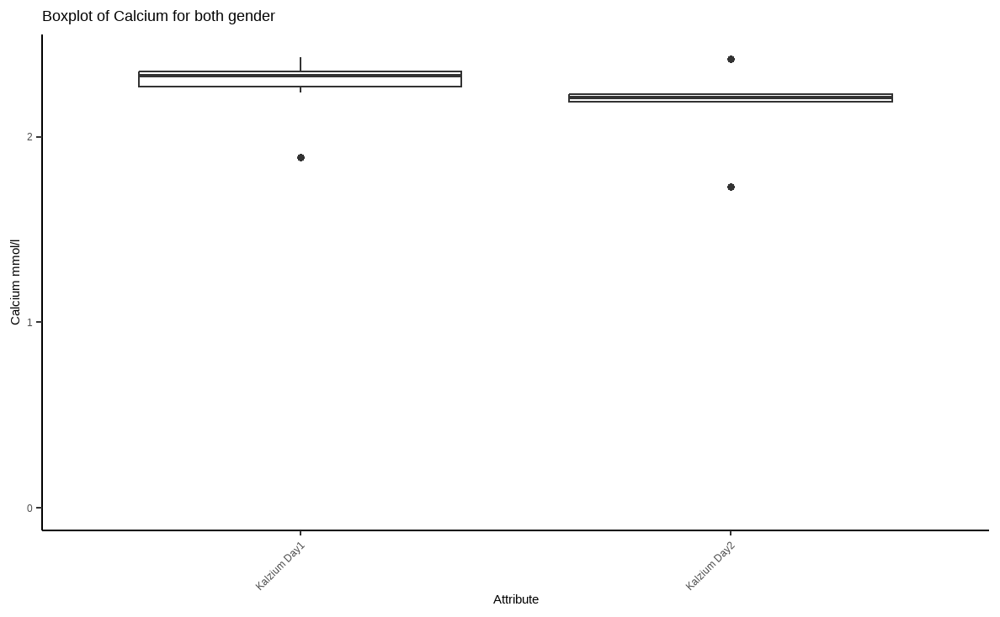 Boxplot of Calcium for both gender
Calcium mmol/l
2
1
0
Kalzium Day1
Kalzium Day2
Attribute